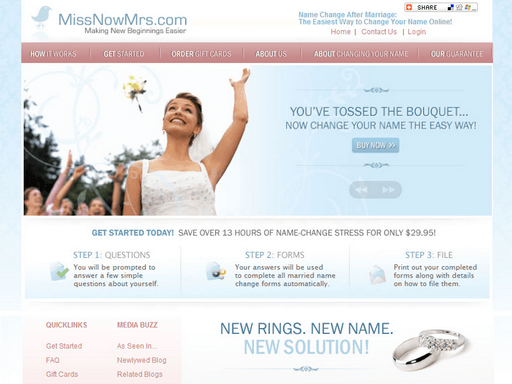 MissNowMrs.com
Making New Beginnings Easier
SHARE
Name Change After Marriage:
The Easiest Way to Change Your Name Online!
Home | Contact Us | Login
HOW IT WORKS
GET STARTED
ORDER GIFT CARDS
ABOUT US
ABOUT CHANGING YOUR NAME
OUR GUARANTEE
YOU'VE TOSSED THE BOUQUET...
NOW CHANGE YOUR NAME THE EASY WAY!
BUY NOW >>
GET STARTED TODAY! SAVE OVER 13 HOURS OF NAME-CHANGE STRESS FOR ONLY $29.95!
STEP 1: QUESTIONS
You will be prompted to
answer a few simple
questions about yourself.
STEP 2: FORMS
Your answers will be used
to complete all married name
change forms automatically.
STEP 3: FILE
Print out your completed
forms along with details
on how to file them.
QUICKLINKS
Get Started
FAQ
Gift Cards
MEDIA BUZZ
As Seen In...
Newlywed Blog
Related Blogs
NEW RINGS. NEW NAME.
NEW SOLUTION!